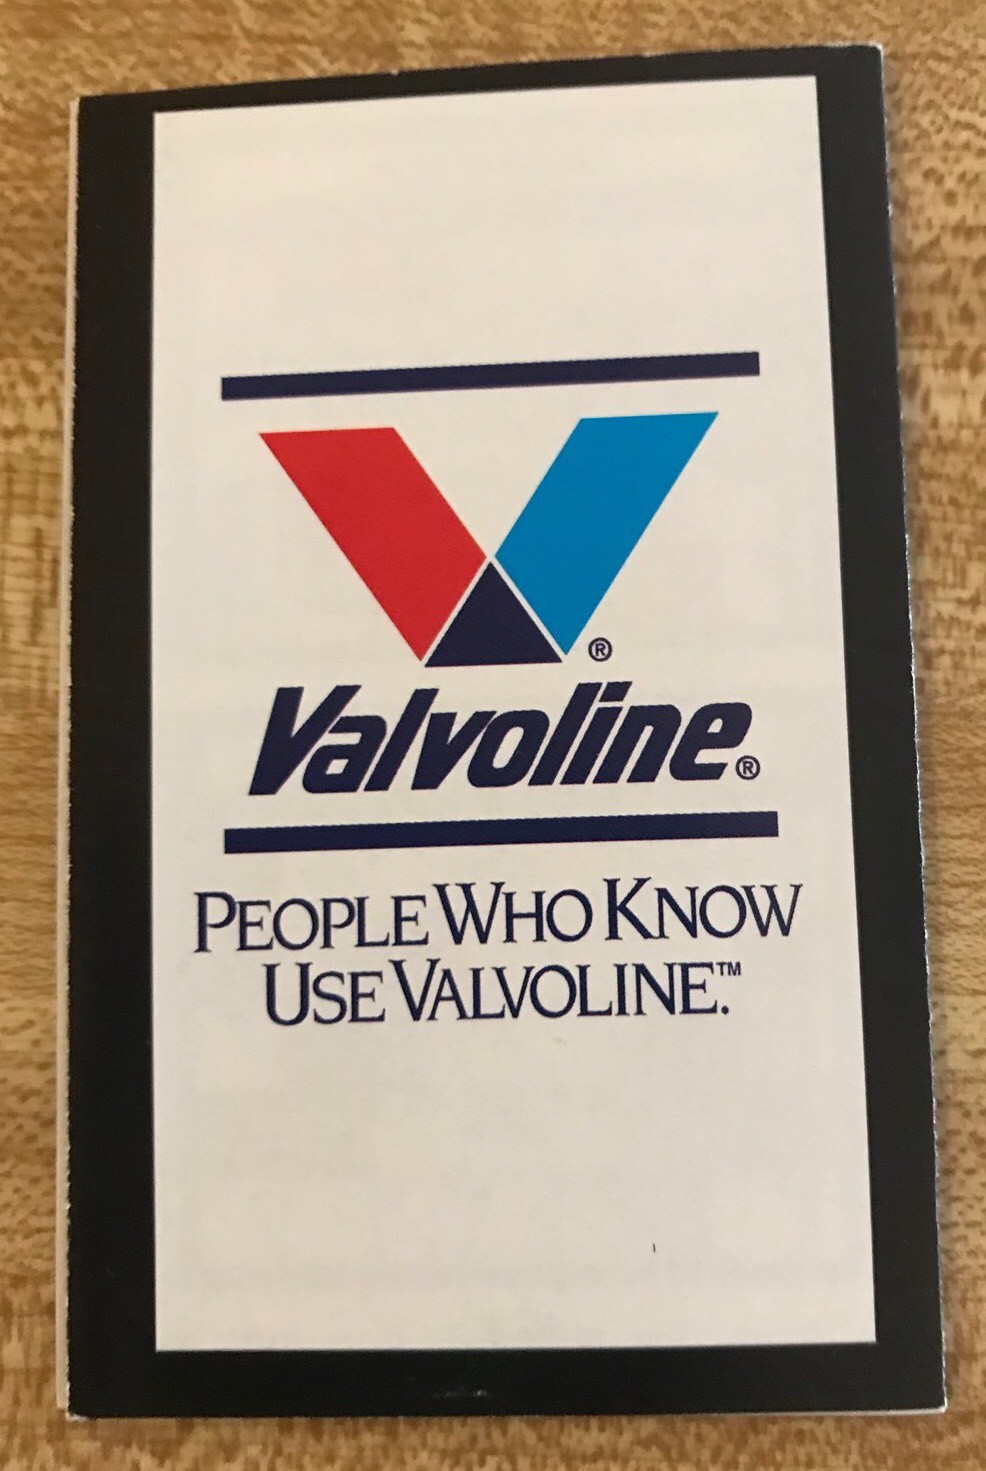 ®
Valvoline®
PEOPLE WHO KNOW
USE VALVOLINE.™